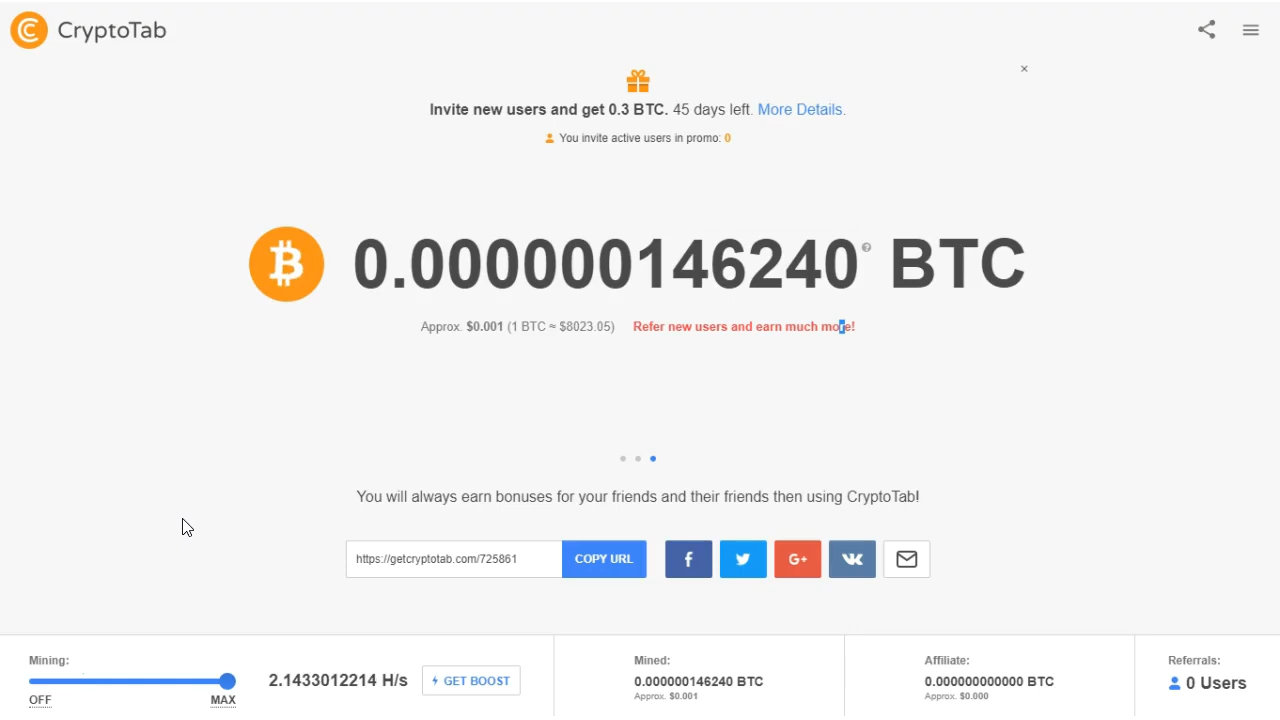 CryptoTab
Invite new users and get 0.3 BTC. 45 days left. More Details.
You invite active users in promo: 0
0.000000146240 BTC
Approx. $0.001 (1 BTC ≈ $8023.05) Refer new users and earn much more!
You will always earn bonuses for your friends and their friends then using CryptoTab!
https://getcryptotab.com/725861 COPY URL
Mining:
OFF MAX
2.1433012214 H/s GET BOOST
Mined:
0.000000146240 BTC
Approx. $0.001
Affiliate:
0.000000000000 BTC
Approx. $0.000
Referrals:
0 Users